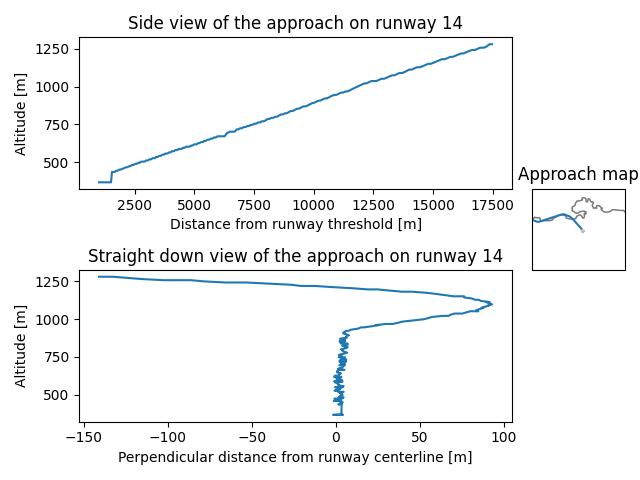 Side view of the approach on runway 14
1250
1000
750
500
Altitude [m]
2500 5000 7500 10000 12500 15000 17500
Distance from runway threshold [m]
Approach map
Straight down view of the approach on runway 14
1250
1000
750
500
Altitude [m]
−150 −100 −50 0 50 100
Perpendicular distance from runway centerline [m]